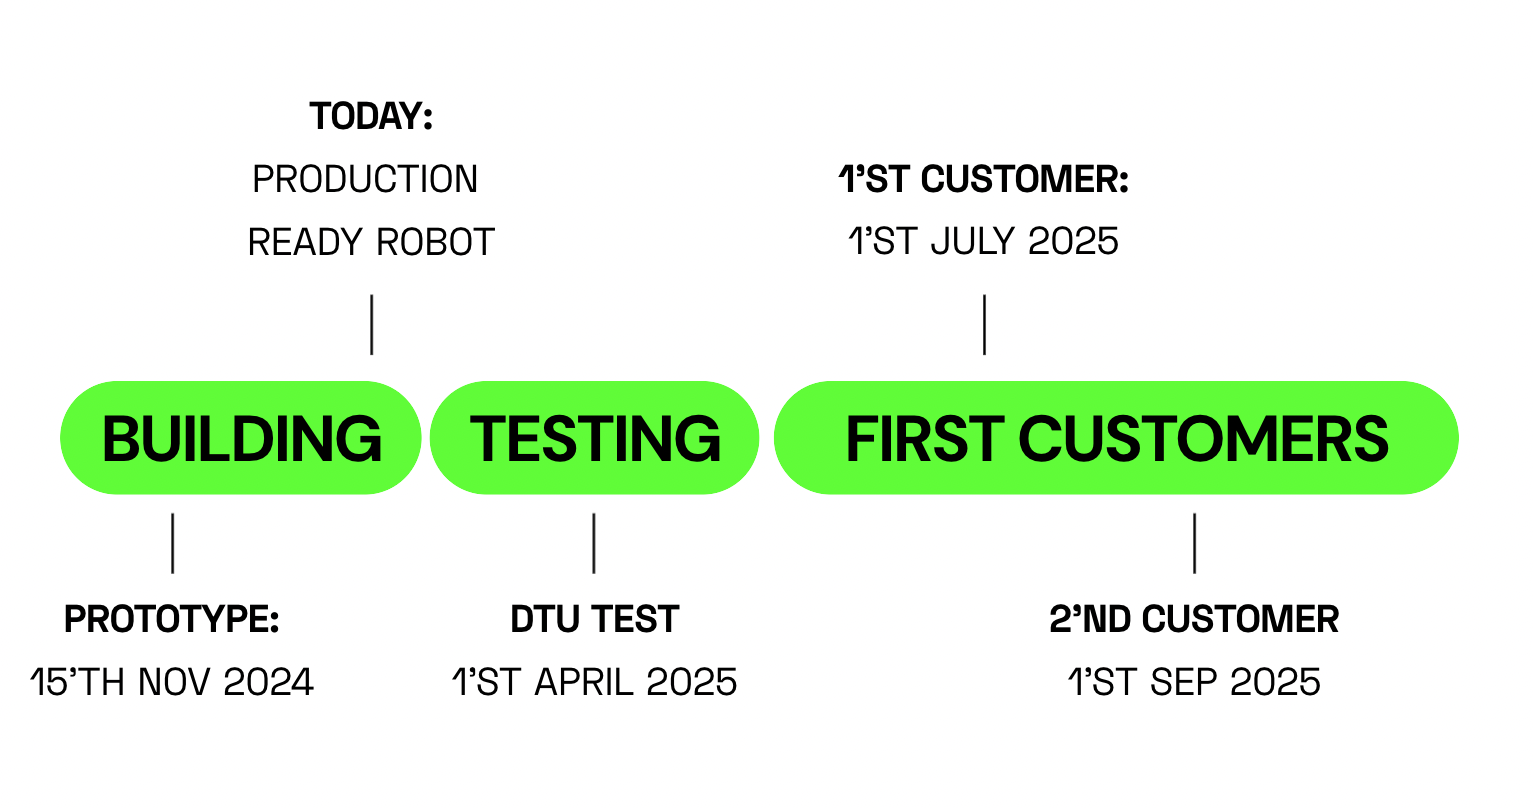 TODAY:
PRODUCTION
READY ROBOT
1’ST CUSTOMER:
1’ST JULY 2025
BUILDING
TESTING
FIRST CUSTOMERS
PROTOTYPE:
15’TH NOV 2024
DTU TEST
1’ST APRIL 2025
2’ND CUSTOMER
1’ST SEP 2025